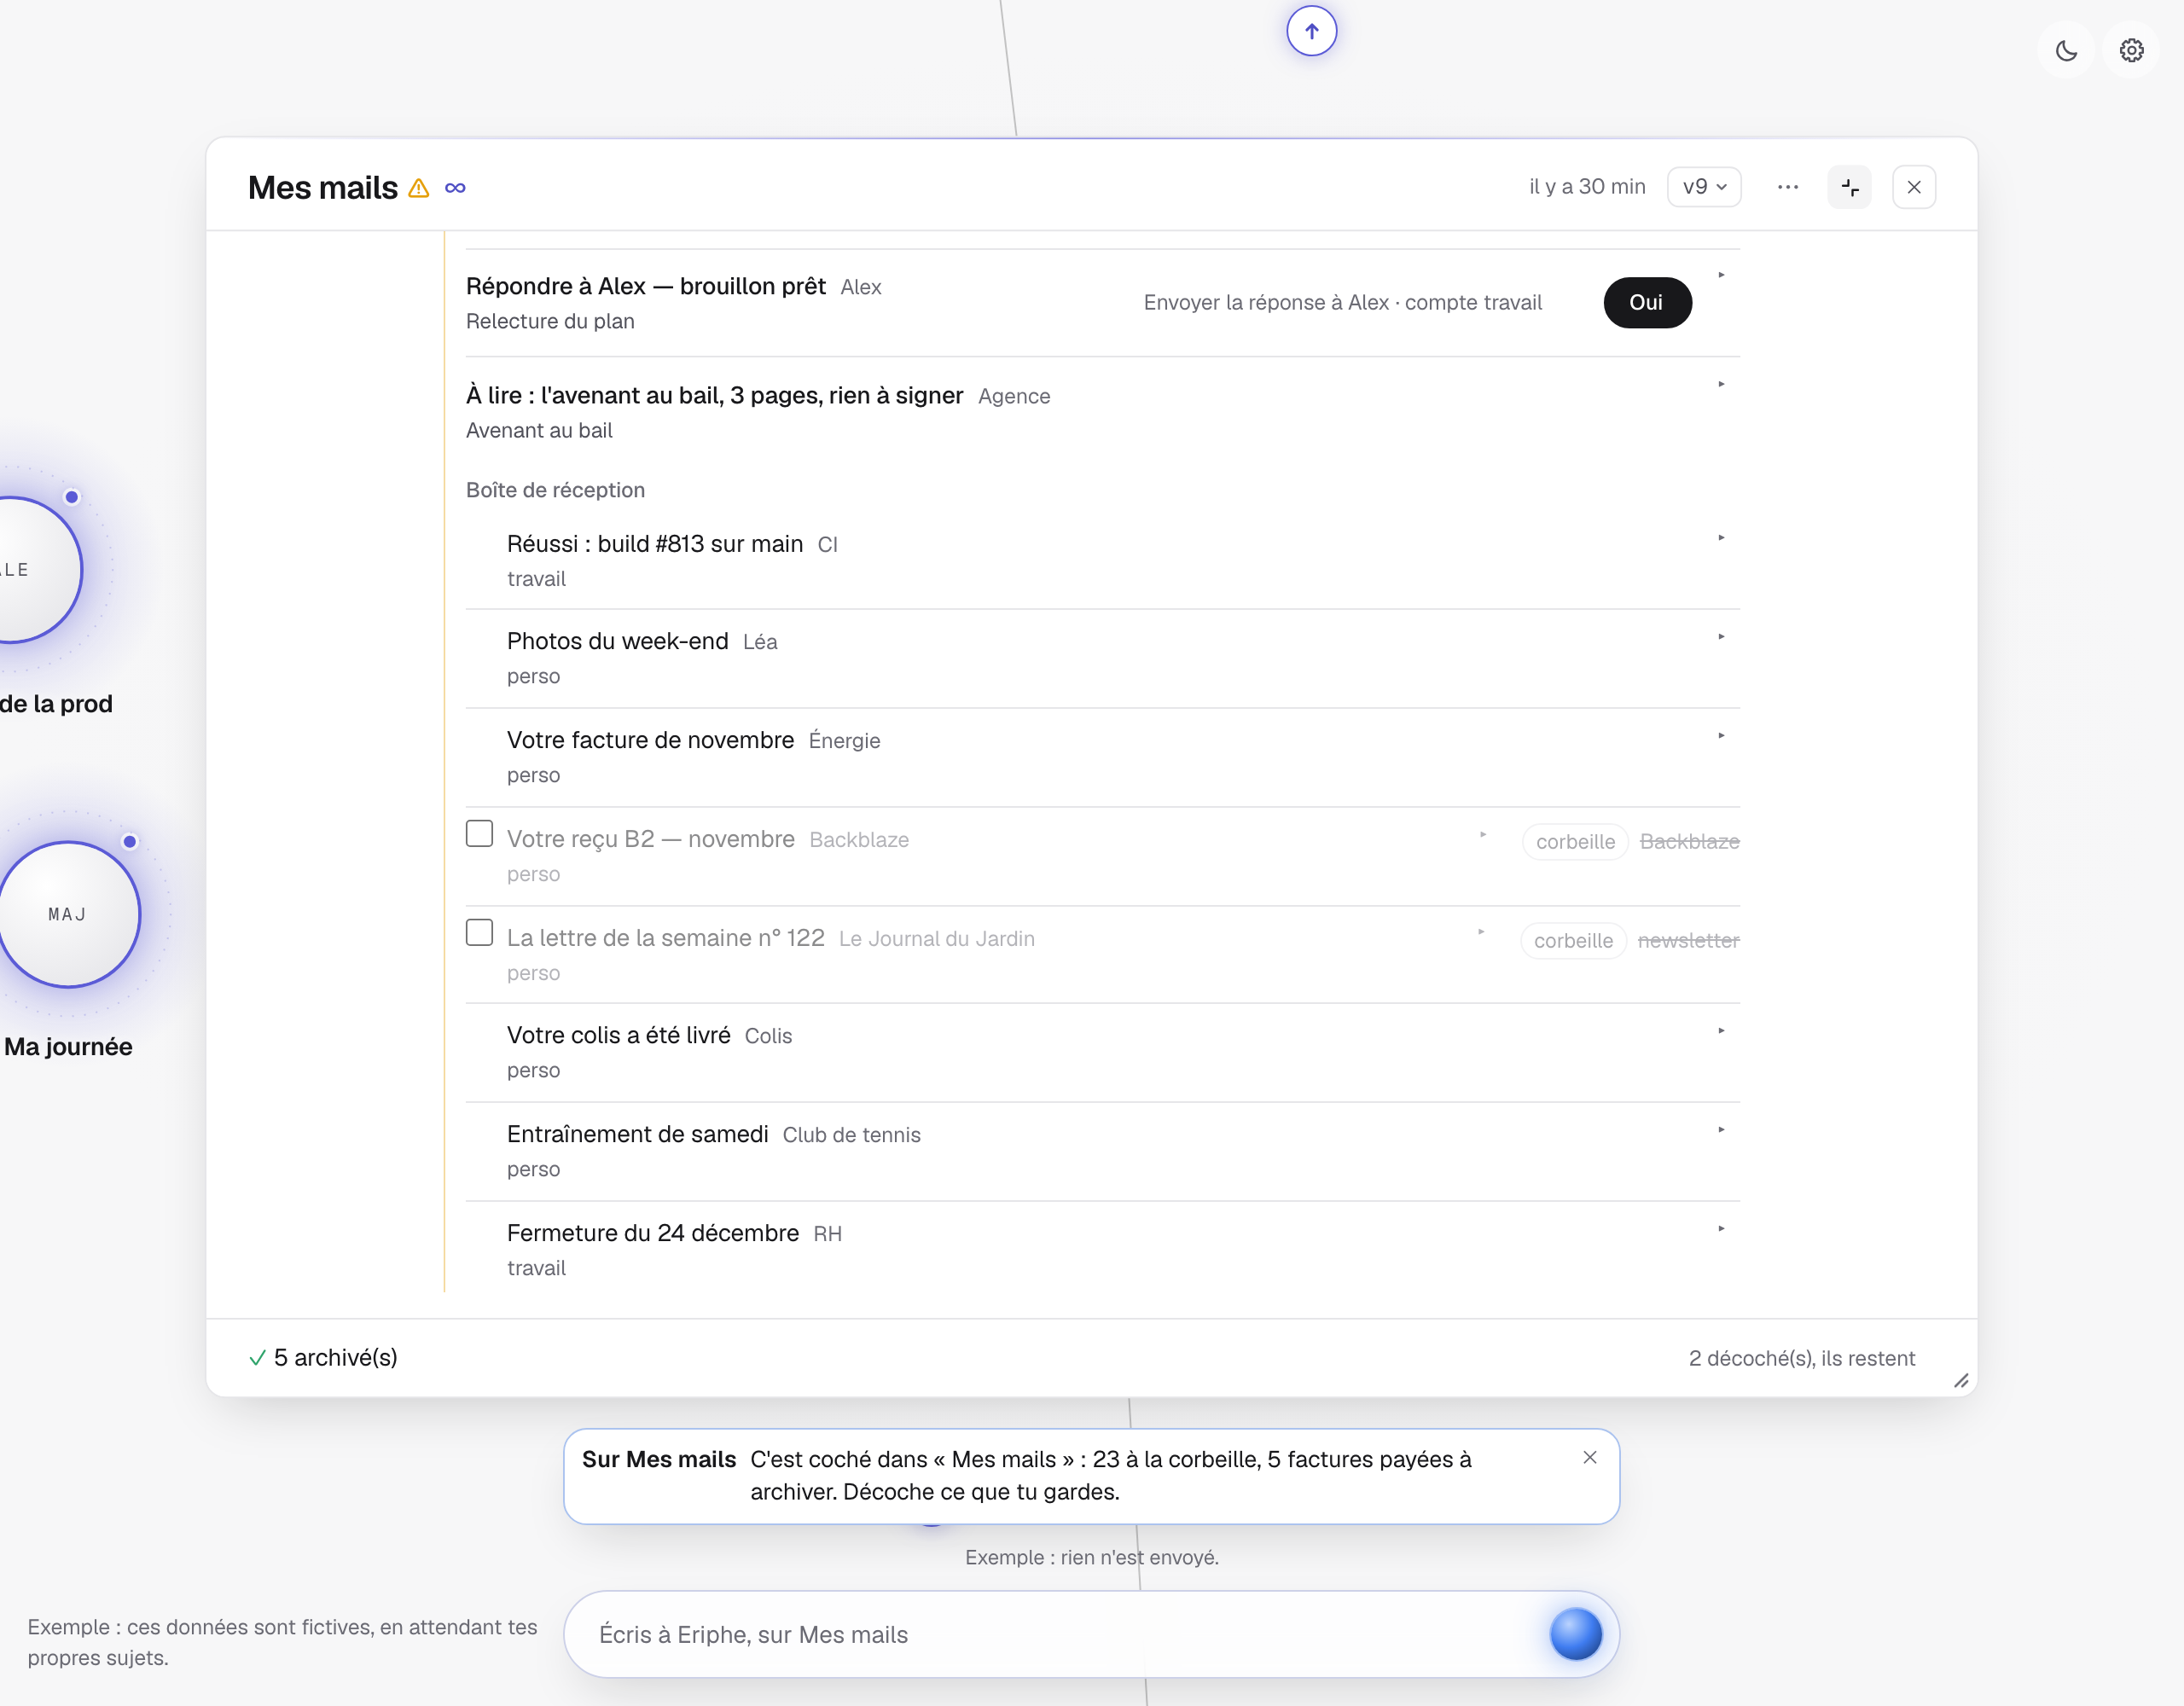 Mes mails
il y a 30 min
v9
Répondre à Alex — brouillon prêt Alex
Relecture du plan
Envoyer la réponse à Alex · compte travail
Oui
À lire : l'avenant au bail, 3 pages, rien à signer Agence
Avenant au bail
Boîte de réception
Réussi : build #813 sur main CI
travail
Photos du week-end Léa
perso
Votre facture de novembre Énergie
perso
Votre reçu B2 — novembre Backblaze
perso
corbeille Backblaze
La lettre de la semaine n° 122 Le Journal du Jardin
perso
corbeille newsletter
Votre colis a été livré Colis
perso
Entraînement de samedi Club de tennis
perso
Fermeture du 24 décembre RH
travail
5 archivé(s)
2 décoché(s), ils restent
de la prod
MAJ
Ma journée
Sur Mes mails C'est coché dans « Mes mails » : 23 à la corbeille, 5 factures payées à
archiver. Décoche ce que tu gardes.
Exemple : rien n'est envoyé.
Exemple : ces données sont fictives, en attendant tes
propres sujets.
Écris à Eriphe, sur Mes mails